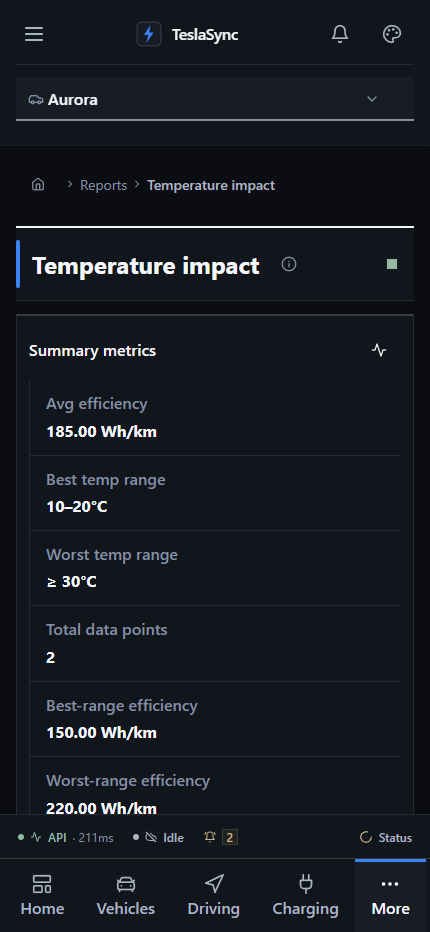 TeslaSync
Aurora
Reports
Temperature impact
Temperature impact
Summary metrics
Avg efficiency
185.00 Wh/km
Best temp range
10–20°C
Worst temp range
≥ 30°C
Total data points
2
Best-range efficiency
150.00 Wh/km
Worst-range efficiency
220.00 Wh/km
API · 211ms Idle 2 Status
Home Vehicles Driving Charging More